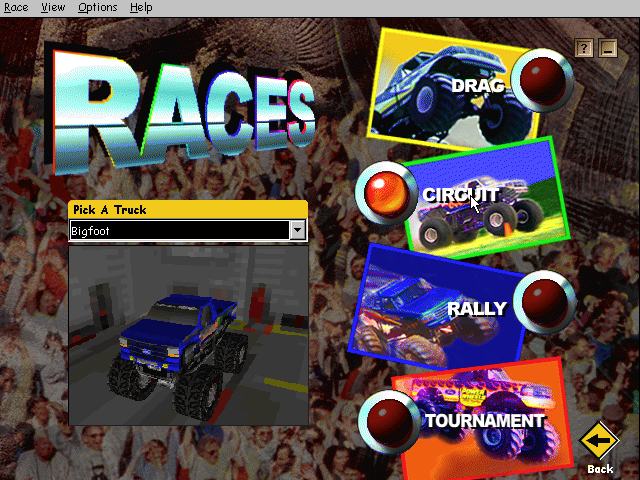 Race View Options Help
RACES
Pick A Truck
Bigfoot
DRAG
CIRCUIT
RALLY
TOURNAMENT
?
Back